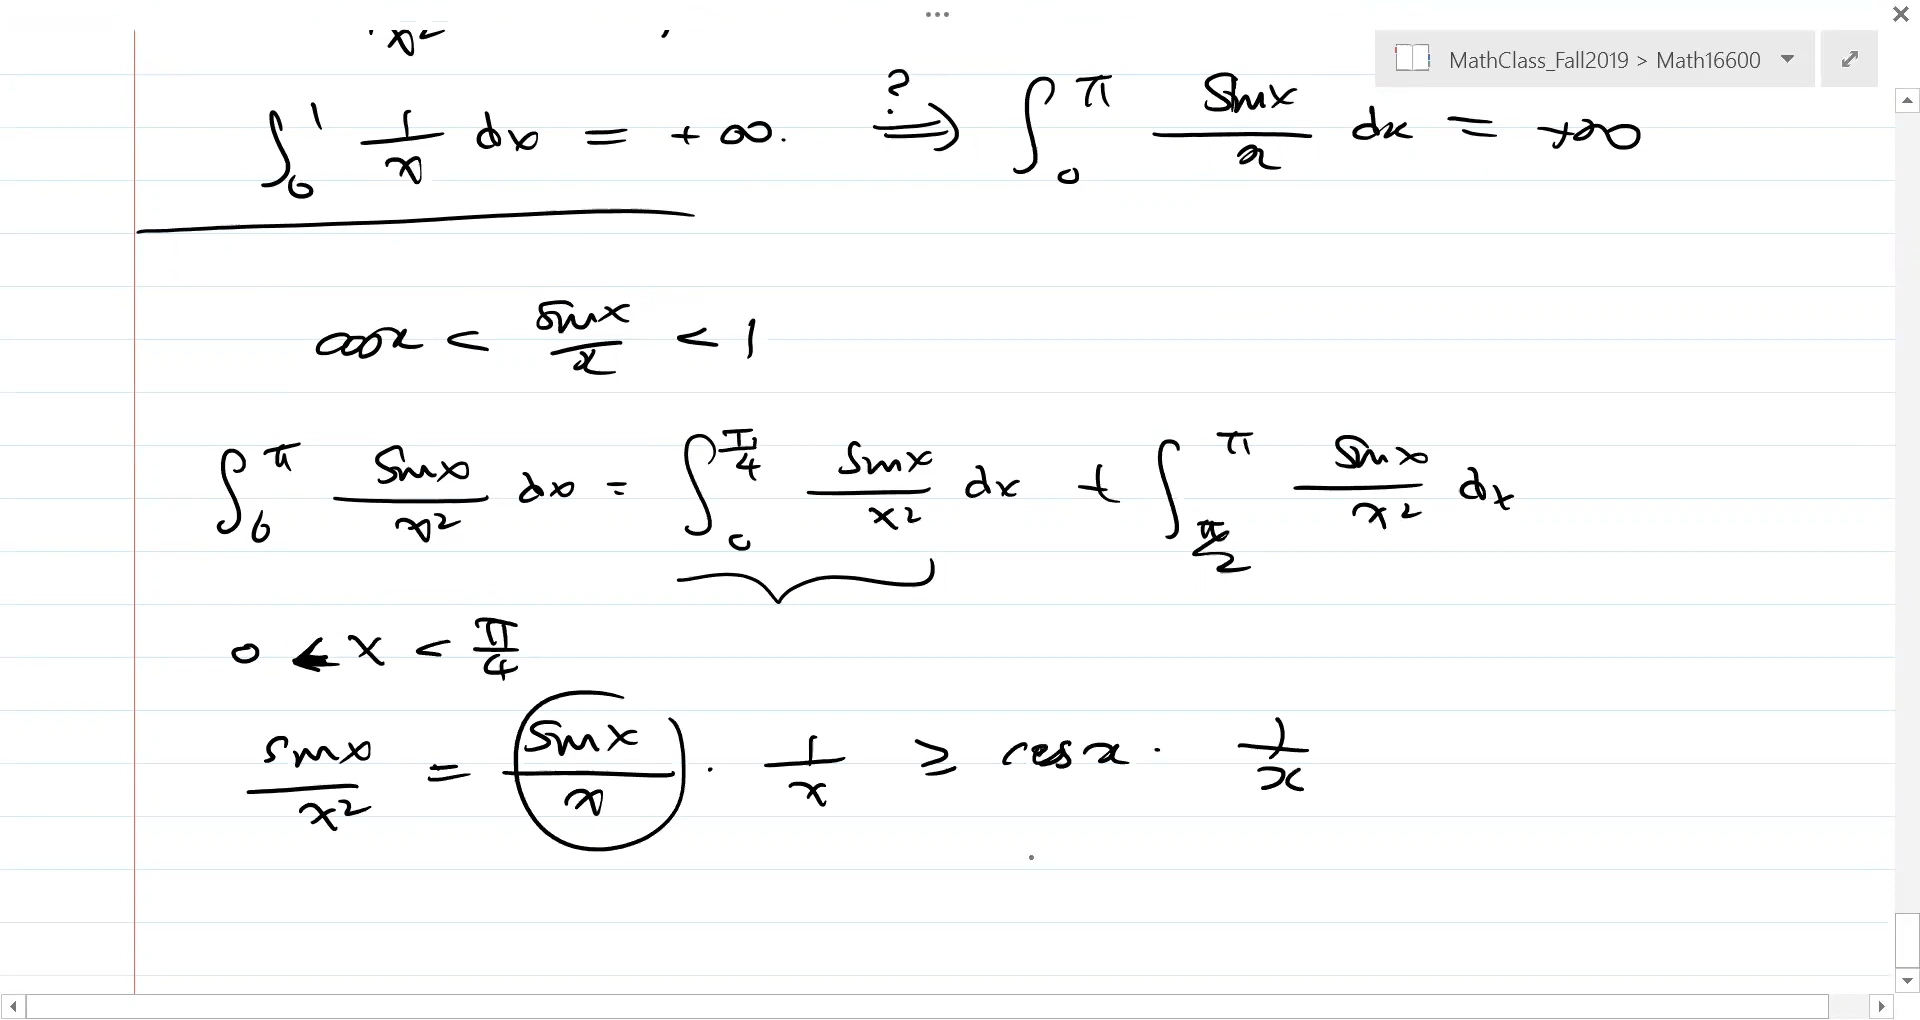 ...
MathClass_Fall2019 > Math16600
x²
∫₀¹ 1/x dx = +∞. ?⟹ ∫₀^π sinx/x dx = +∞
cosx < sinx/x < 1
∫₀^π sinx/x² dx = ∫₀^(π/4) sinx/x² dx + ∫_(π/2)^π sinx/x² dx
0 < x < π/4
sinx/x² = (sinx/x) · 1/x ≥ cosx · 1/x